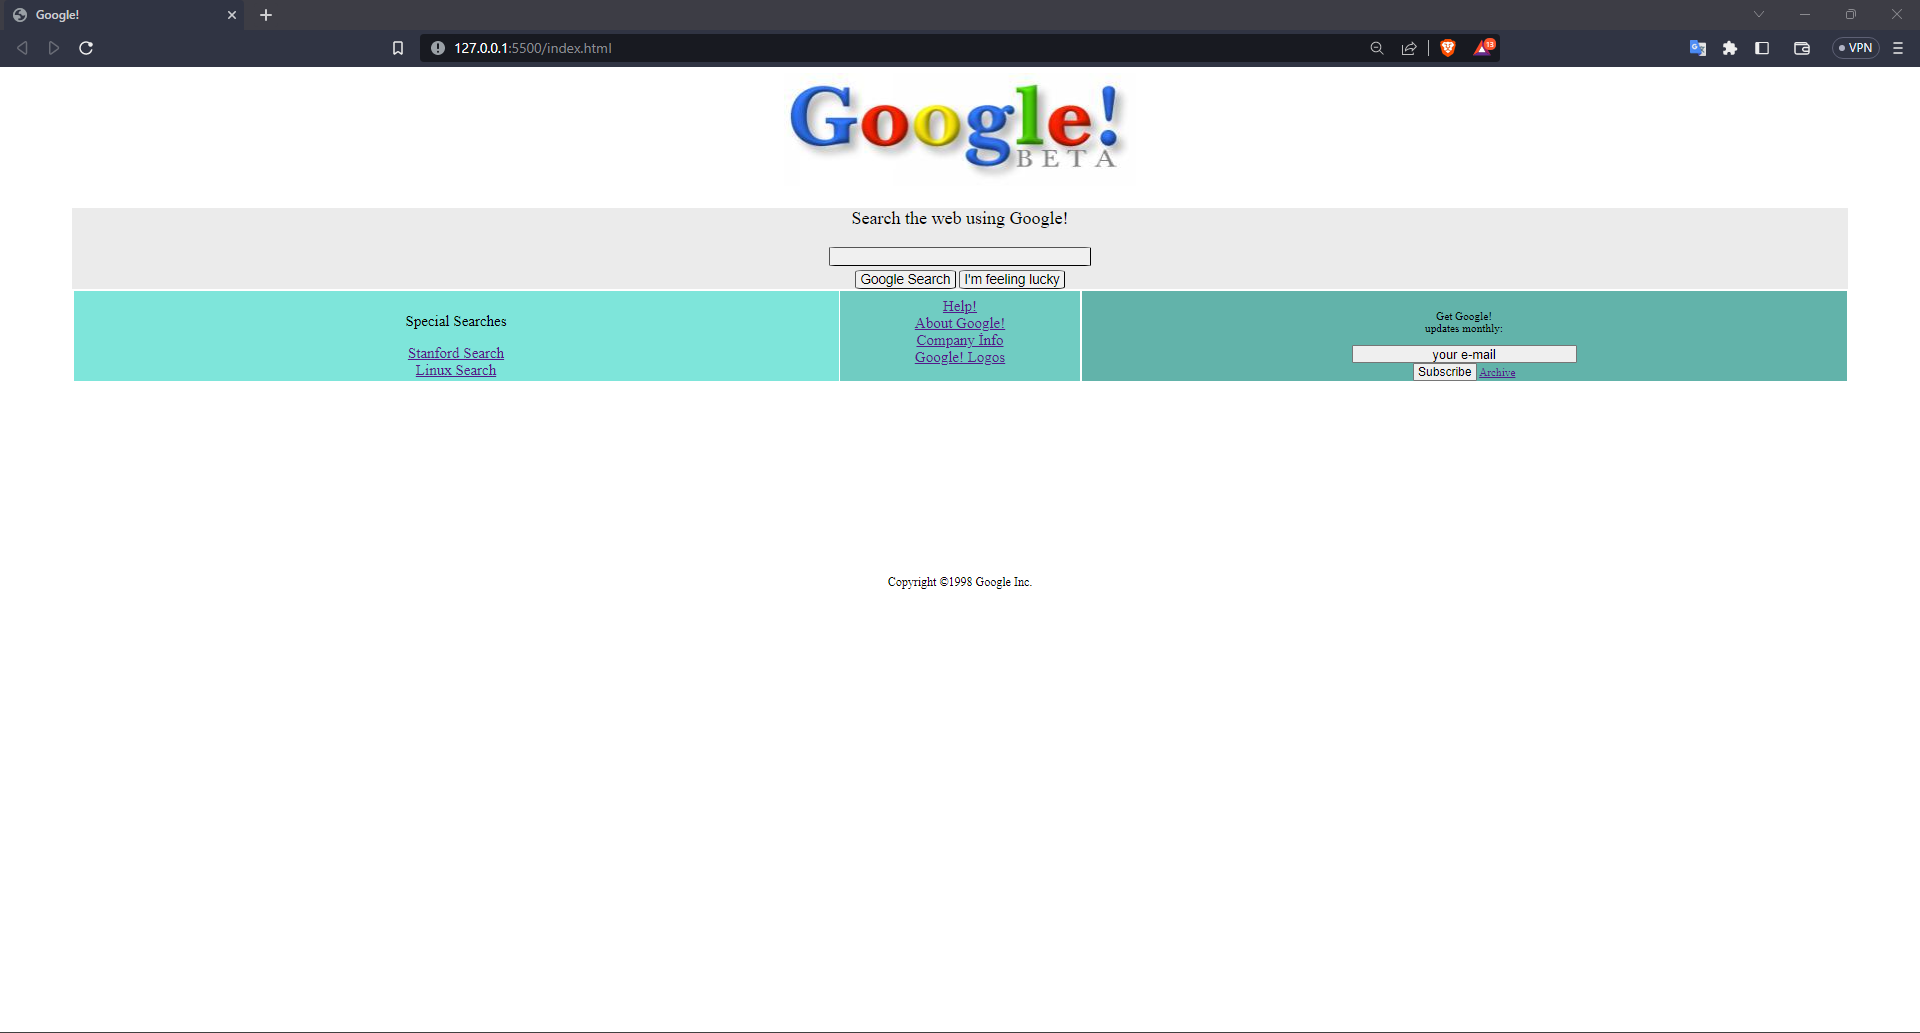 Google!
127.0.0.1:5500/index.html
13
VPN
Google!
BETA
Search the web using Google!
Google Search I'm feeling lucky
Special Searches
Stanford Search
Linux Search
Help!
About Google!
Company İnfo
Google! Logos
Get Google!
updates monthly:
your e-mail
Subscribe Archive
Copyright ©1998 Google Inc.